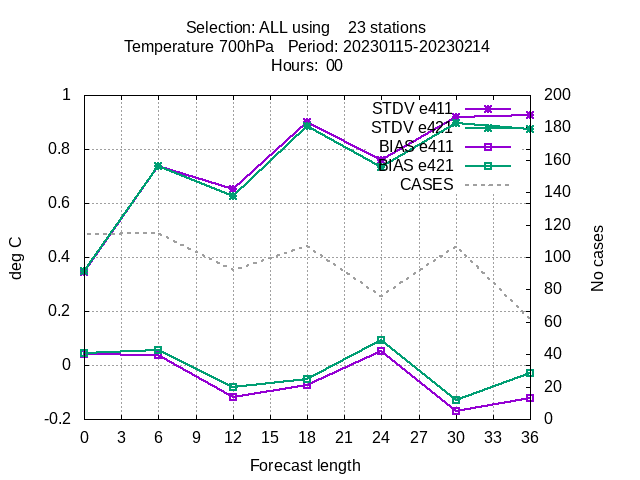 Selection: ALL using    23 stations
Temperature 700hPa   Period: 20230115-20230214
Hours:  00
deg C
1
0.8
0.6
0.4
0.2
0
-0.2
STDV e411
STDV e421
BIAS e411
BIAS e421
CASES
200
180
160
140
120
100
80
60
40
20
0
No cases
0 3 6 9 12 15 18 21 24 27 30 33 36
Forecast length